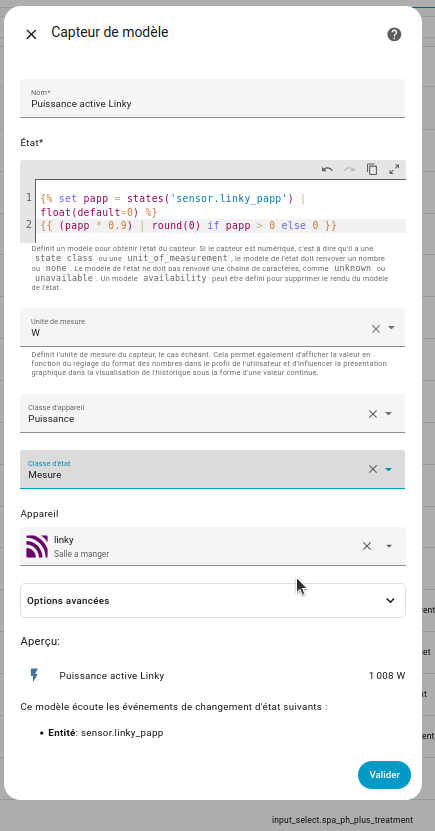 Capteur de modèle
Nom*
Puissance active Linky
État*
1 {% set papp = states('sensor.linky_papp') |
float(default=0) %}
2 {{ (papp * 0.9) | round(0) if papp > 0 else 0 }}
Définit un modèle pour obtenir l'état du capteur. Si le capteur est numérique, c'est à dire qu'il a une
state class ou une unit_of_measurement, le modèle de l'état doit renvoyer un nombre
ou none. Le modèle de l'état ne doit oas renvoyé une chaîne de caractères, comme unknown ou
unavailable. Un modèle availability peut être défini pour supprimer le rendu du modèle
de l'état.
Unité de mesure
W
Définit l'unité de mesure du capteur, le cas échéant. Cela permet également d'afficher la valeur en
fonction du réglage du format des nombres dans le profil de l'utilisateur et d'influencer la présentation
graphique dans la visualisation de l'historique sous la forme d'une valeur continue.
Classe d'appareil
Puissance
Classe d'état
Mesure
Appareil
linky
Salle a manger
Options avancées
Aperçu:
Puissance active Linky
1 008 W
Ce modèle écoute les événements de changement d'état suivants :
• Entité: sensor.linky_papp
Valider
input_select.spa_ph_plus_treatment